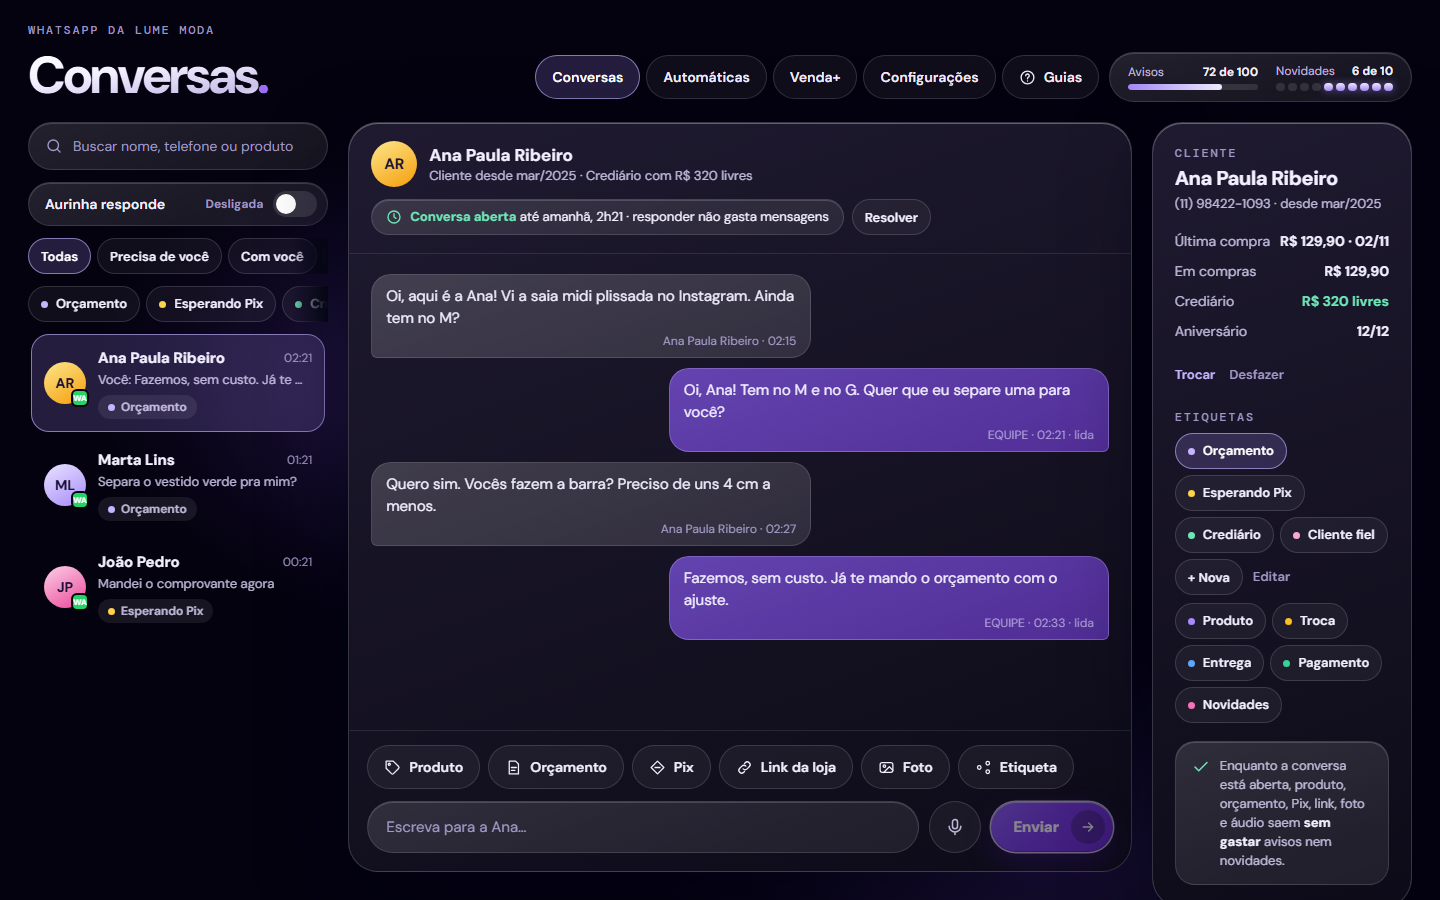 WHATSAPP DA LUME MODA
Conversas.
Conversas
Automáticas
Venda+
Configurações
Guias
Avisos 72 de 100
Novidades 6 de 10
Buscar nome, telefone ou produto
Aurinha responde Desligada
Todas
Precisa de você
Com você
Orçamento
Esperando Pix
Ana Paula Ribeiro 02:21
AR
WA
Você: Fazemos, sem custo. Já te ...
Orçamento
Marta Lins 01:21
ML
WA
Separa o vestido verde pra mim?
Orçamento
João Pedro 00:21
JP
WA
Mandei o comprovante agora
Esperando Pix
AR
Ana Paula Ribeiro
Cliente desde mar/2025 · Crediário com R$ 320 livres
Conversa aberta até amanhã, 2h21 · responder não gasta mensagens
Resolver
Oi, aqui é a Ana! Vi a saia midi plissada no Instagram. Ainda
tem no M?
Ana Paula Ribeiro · 02:15
Oi, Ana! Tem no M e no G. Quer que eu separe uma para
você?
EQUIPE · 02:21 · lida
Quero sim. Vocês fazem a barra? Preciso de uns 4 cm a
menos.
Ana Paula Ribeiro · 02:27
Fazemos, sem custo. Já te mando o orçamento com o
ajuste.
EQUIPE · 02:33 · lida
Produto
Orçamento
Pix
Link da loja
Foto
Etiqueta
Escreva para a Ana...
Enviar
CLIENTE
Ana Paula Ribeiro
(11) 98422-1093 · desde mar/2025
Última compra R$ 129,90 · 02/11
Em compras R$ 129,90
Crediário R$ 320 livres
Aniversário 12/12
Trocar Desfazer
ETIQUETAS
Orçamento
Esperando Pix
Crediário
Cliente fiel
+ Nova
Editar
Produto
Troca
Entrega
Pagamento
Novidades
Enquanto a conversa
está aberta, produto,
orçamento, Pix, link, foto
e áudio saem sem
gastar avisos nem
novidades.